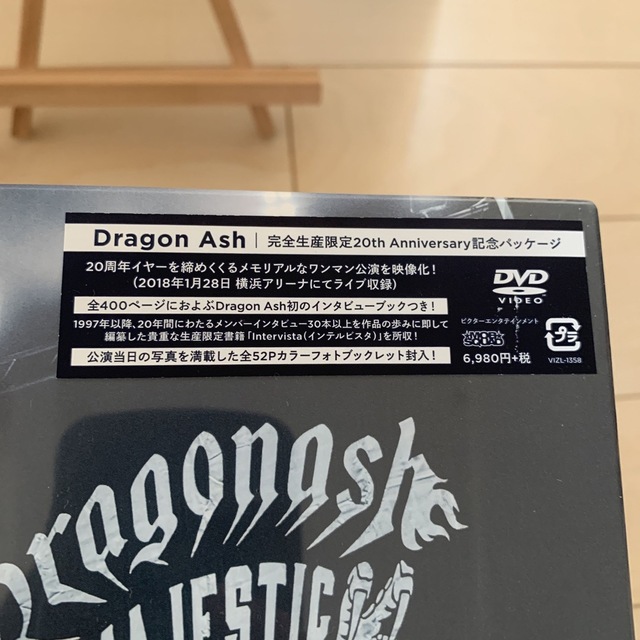 Dragon Ash | 完全生産限定20th Anniversary記念パッケージ
20周年イヤーを締めくくるメモリアルなワンマン公演を映像化！
(2018年1月28日 横浜アリーナにてライブ収録)
全400ページにおよぶDragon Ash初のインタビューブックつき！
1997年以降、20年間にわたるメンバーインタビュー30本以上を作品の歩みに即して
編纂した貴重な生産限定書籍「Intervista(インテルビスタ)」を所収！
公演当日の写真を満載した全52Pカラーフォトブックレット封入！
DVD
VIDEO
ビクターエンタテインメント
6,980円+税
プラ
VIZL-1358
Dragonash
MAJESTIC